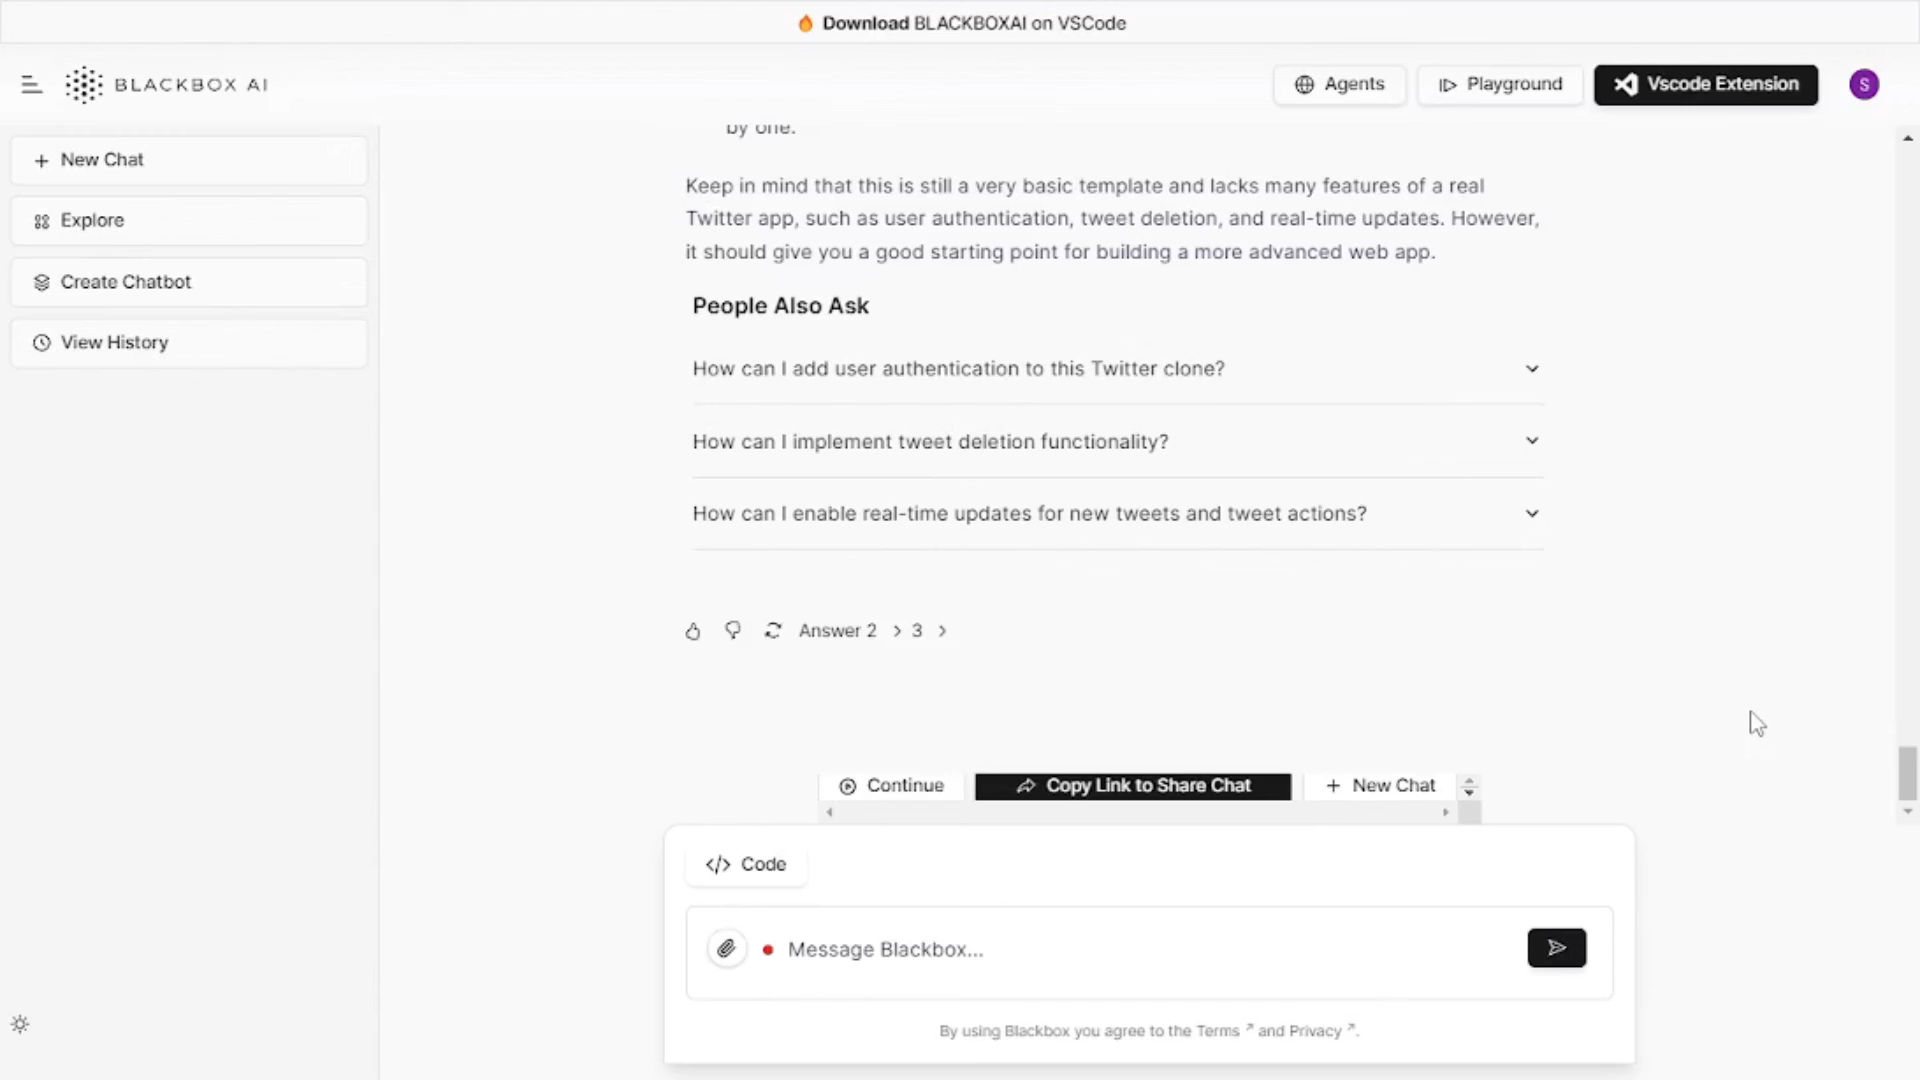 Download BLACKBOXAI on VSCode
BLACKBOX AI
Agents
Playground
Vscode Extension
S
New Chat
Explore
Create Chatbot
View History
by one.
Keep in mind that this is still a very basic template and lacks many features of a real
Twitter app, such as user authentication, tweet deletion, and real-time updates. However,
it should give you a good starting point for building a more advanced web app.
People Also Ask
How can I add user authentication to this Twitter clone?
How can I implement tweet deletion functionality?
How can I enable real-time updates for new tweets and tweet actions?
Answer 2 > 3 >
Continue
Copy Link to Share Chat
+ New Chat
</> Code
Message Blackbox...
By using Blackbox you agree to the Terms ↗ and Privacy ↗.